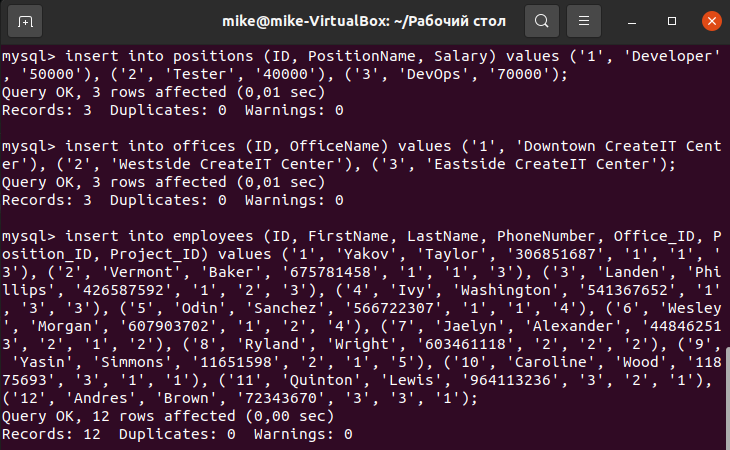 mike@mike-VirtualBox: ~/Рабочий стол
mysql> insert into positions (ID, PositionName, Salary) values ('1', 'Developer'
, '50000'), ('2', 'Tester', '40000'), ('3', 'DevOps', '70000');
Query OK, 3 rows affected (0,01 sec)
Records: 3  Duplicates: 0  Warnings: 0

mysql> insert into offices (ID, OfficeName) values ('1', 'Downtown CreateIT Cent
er'), ('2', 'Westside CreateIT Center'), ('3', 'Eastside CreateIT Center');
Query OK, 3 rows affected (0,01 sec)
Records: 3  Duplicates: 0  Warnings: 0

mysql> insert into employees (ID, FirstName, LastName, PhoneNumber, Office_ID, P
osition_ID, Project_ID) values ('1', 'Yakov', 'Taylor', '306851687', '1', '1', '
3'), ('2', 'Vermont', 'Baker', '675781458', '1', '1', '3'), ('3', 'Landen', 'Phi
llips', '426587592', '1', '2', '3'), ('4', 'Ivy', 'Washington', '541367652', '1'
, '3', '3'), ('5', 'Odin', 'Sanchez', '566722307', '1', '1', '4'), ('6', 'Wesley
', 'Morgan', '607903702', '1', '2', '4'), ('7', 'Jaelyn', 'Alexander', '44846251
3', '2', '1', '2'), ('8', 'Ryland', 'Wright', '603461118', '2', '2', '2'), ('9',
 'Yasin', 'Simmons', '11651598', '2', '1', '5'), ('10', 'Caroline', 'Wood', '118
75693', '3', '1', '1'), ('11', 'Quinton', 'Lewis', '964113236', '3', '2', '1'),
('12', 'Andres', 'Brown', '72343670', '3', '3', '1');
Query OK, 12 rows affected (0,00 sec)
Records: 12  Duplicates: 0  Warnings: 0